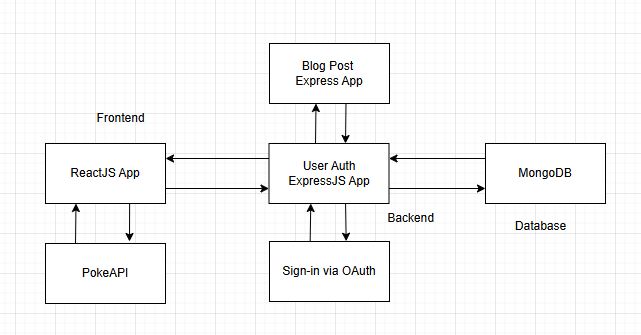 Blog Post
Express App
Frontend
ReactJS App
User Auth
ExpressJS App
MongoDB
Backend
Database
PokeAPI
Sign-in via OAuth